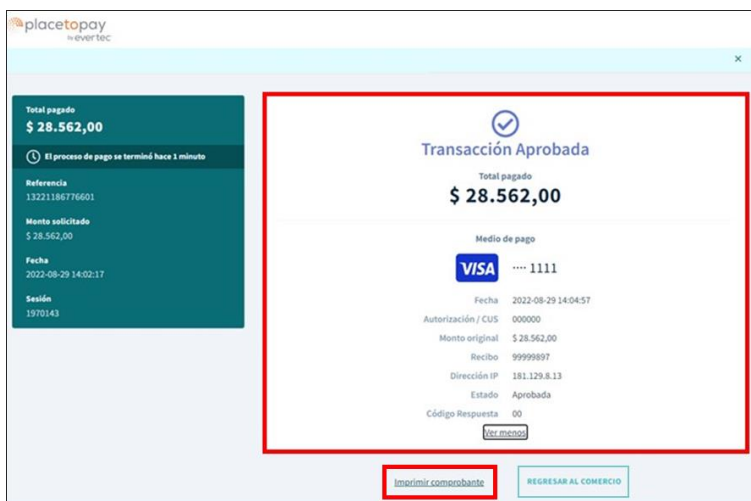 placetopay
by evertec
×
Total pagado
$ 28.562,00
El proceso de pago se terminó hace 1 minuto
Referencia
13221186776601
Monto solicitado
$ 28.562,00
Fecha
2022-08-29 14:02:17
Sesión
1970143
Transacción Aprobada
Total pagado
$ 28.562,00
Medio de pago
VISA ···· 1111
Fecha 2022-08-29 14:04:57
Autorización / CUS 000000
Monto original $ 28.562,00
Recibo 99999897
Dirección IP 181.129.8.13
Estado Aprobada
Código Respuesta 00
Ver menos
Imprimir comprobante
REGRESAR AL COMERCIO